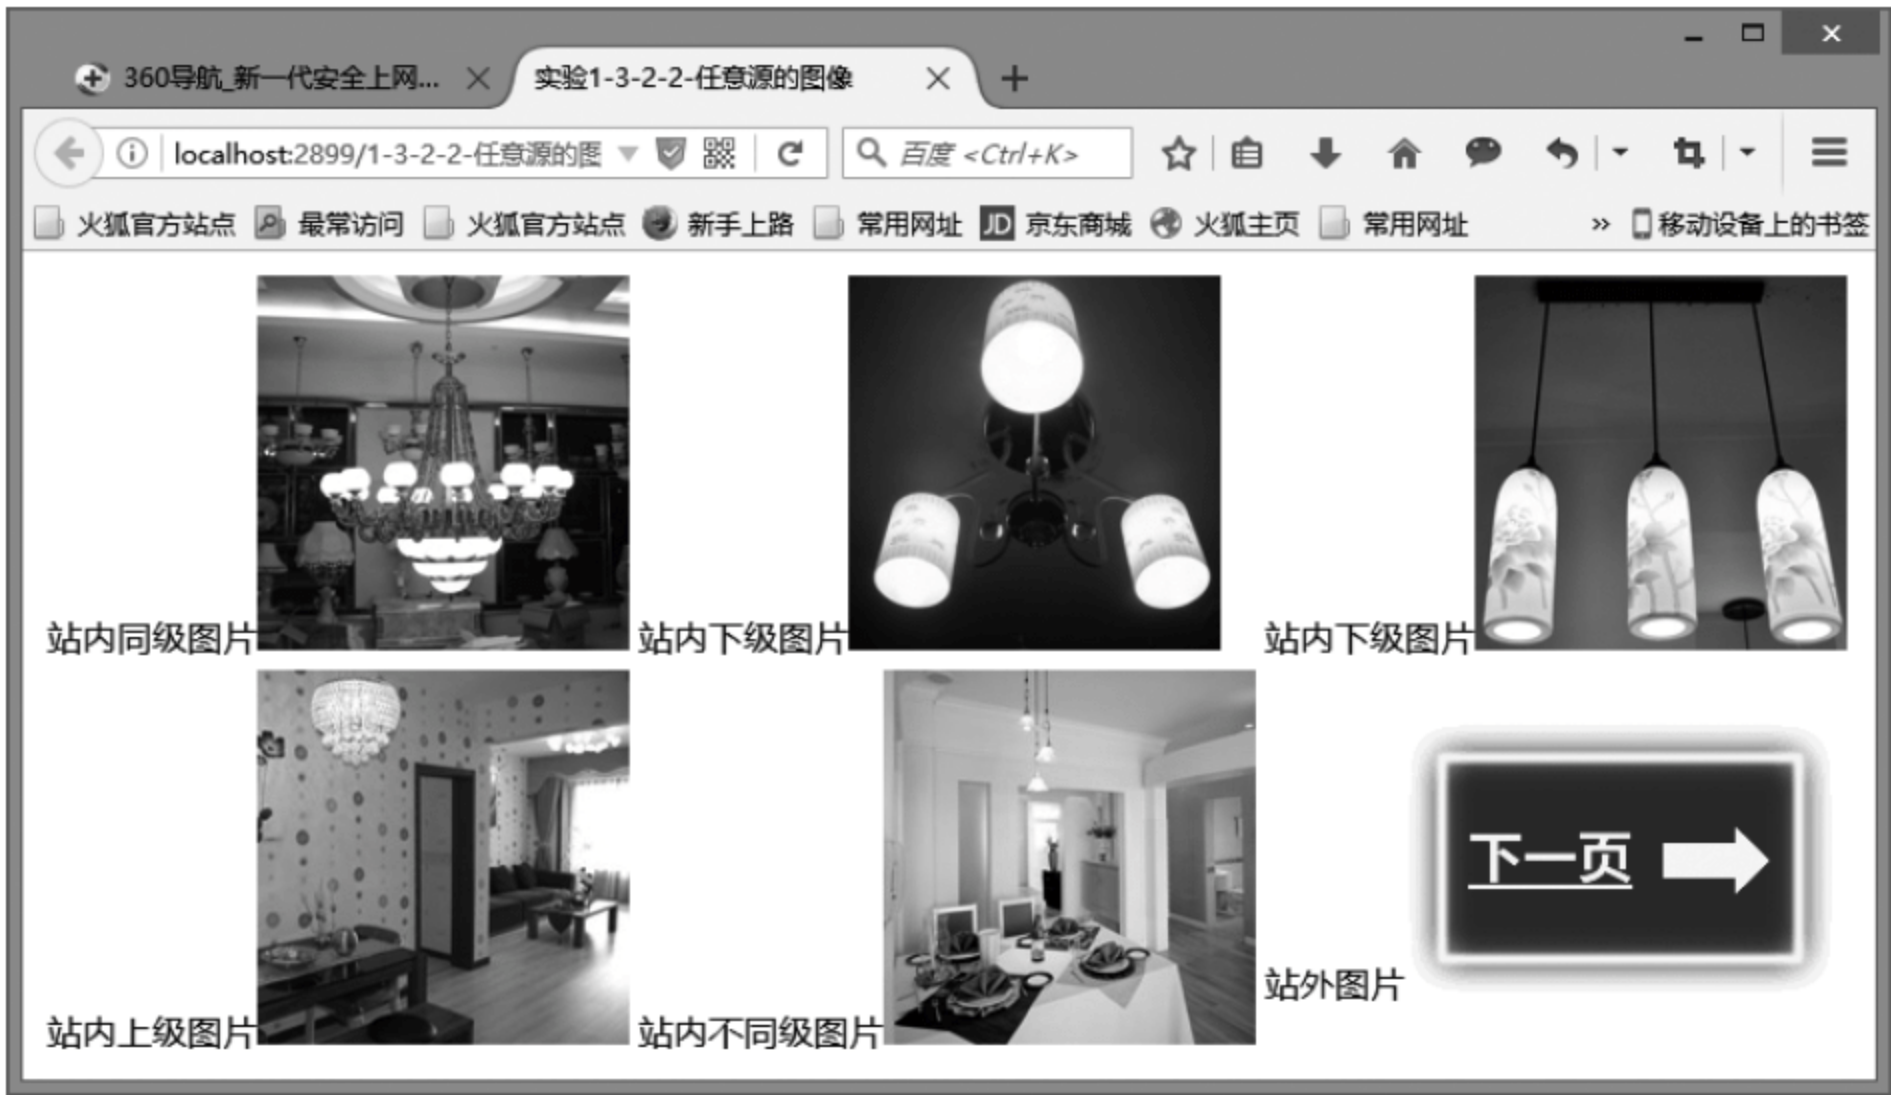 360导航_新一代安全上网...
实验1-3-2-2-任意源的图像
localhost:2899/1-3-2-2-任意源的图
百度 <Ctrl+K>
火狐官方站点 最常访问 火狐官方站点 新手上路 常用网址 JD 京东商城 火狐主页 常用网址 » 移动设备上的书签
站内同级图片 站内下级图片 站内下级图片
下一页
站外图片
站内上级图片 站内不同级图片